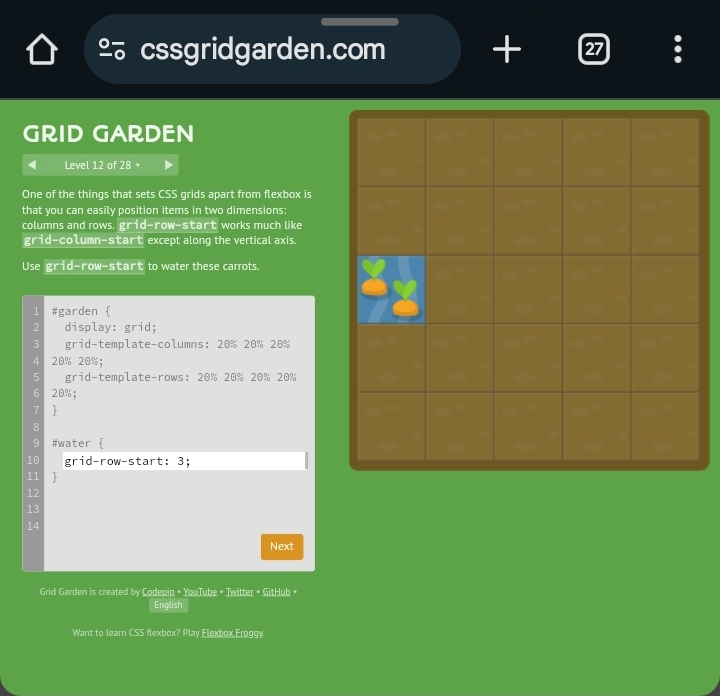 cssgridgarden.com
27
GRID GARDEN
Level 12 of 28
One of the things that sets CSS grids apart from flexbox is
that you can easily position items in two dimensions:
columns and rows. grid-row-start works much like
grid-column-start except along the vertical axis.
Use grid-row-start to water these carrots.
1 #garden {
2 display: grid;
3 grid-template-columns: 20% 20% 20%
4 20% 20%;
5 grid-template-rows: 20% 20% 20% 20%
6 20%;
7 }
8
9 #water {
10 grid-row-start: 3;
11 }
12
13
14
Next
Grid Garden is created by Codepip • YouTube • Twitter • GitHub •
English
Want to learn CSS flexbox? Play Flexbox Froggy.